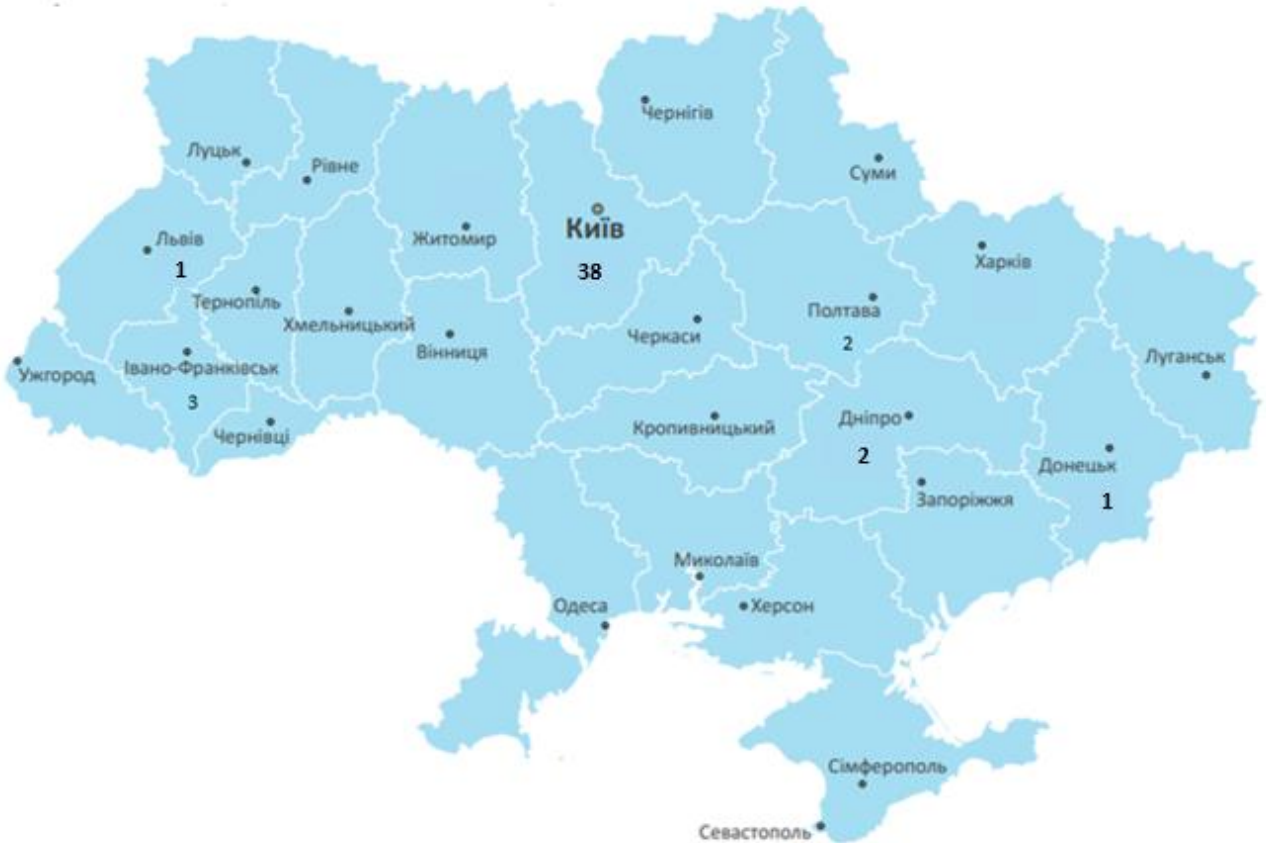 Чернігів
Луцьк
Рівне
Суми
Київ
38
Житомир
Львів
1
Харків
Тернопіль
Полтава
2
Хмельницький
Черкаси
Вінниця
Луганськ
Ужгород
Івано-Франківськ
3
Чернівці
Кропивницький
Дніпро
2
Донецьк
1
Запоріжжя
Миколаїв
Одеса
Херсон
Сімферополь
Севастополь